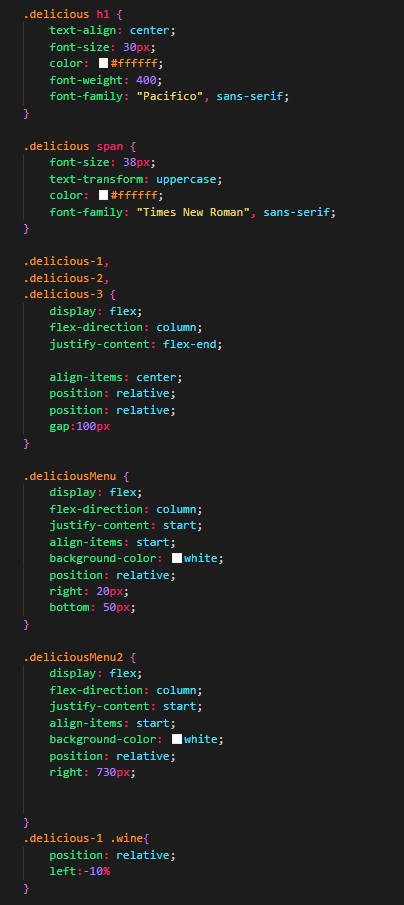 .delicious h1 {
    text-align: center;
    font-size: 30px;
    color: #ffffff;
    font-weight: 400;
    font-family: "Pacifico", sans-serif;
}

.delicious span {
    font-size: 38px;
    text-transform: uppercase;
    color: #ffffff;
    font-family: "Times New Roman", sans-serif;
}

.delicious-1,
.delicious-2,
.delicious-3 {
    display: flex;
    flex-direction: column;
    justify-content: flex-end;

    align-items: center;
    position: relative;
    position: relative;
    gap:100px
}

.deliciousMenu {
    display: flex;
    flex-direction: column;
    justify-content: start;
    align-items: start;
    background-color: white;
    position: relative;
    right: 20px;
    bottom: 50px;
}

.deliciousMenu2 {
    display: flex;
    flex-direction: column;
    justify-content: start;
    align-items: start;
    background-color: white;
    position: relative;
    right: 730px;


}
.delicious-1 .wine{
    position: relative;
    left:-10%
}